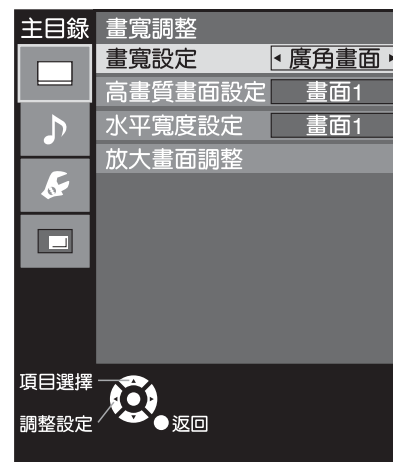 主目錄 畫寬調整
畫寬設定 廣角畫面
高畫質畫面設定 畫面1
水平寬度設定 畫面1
放大畫面調整
項目選擇
調整設定 返回